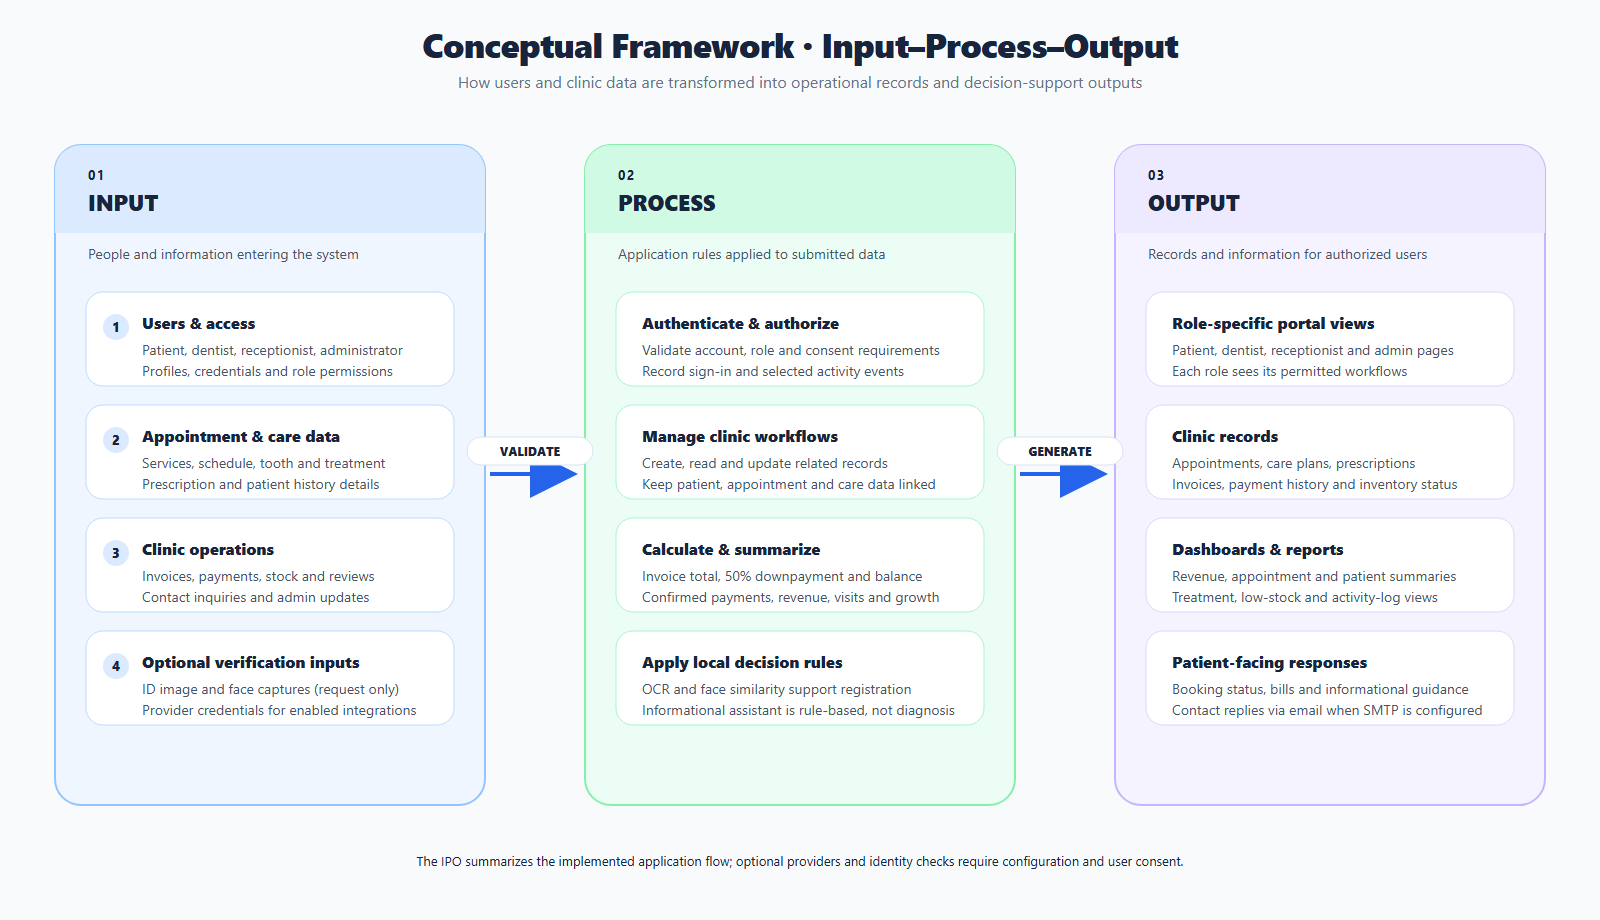 Conceptual Framework · Input–Process–Output
How users and clinic data are transformed into operational records and decision-support outputs
01
INPUT
People and information entering the system
1
Users & access
Patient, dentist, receptionist, administrator
Profiles, credentials and role permissions
2
Appointment & care data
Services, schedule, tooth and treatment
Prescription and patient history details
3
Clinic operations
Invoices, payments, stock and reviews
Contact inquiries and admin updates
4
Optional verification inputs
ID image and face captures (request only)
Provider credentials for enabled integrations
VALIDATE
02
PROCESS
Application rules applied to submitted data
Authenticate & authorize
Validate account, role and consent requirements
Record sign-in and selected activity events
Manage clinic workflows
Create, read and update related records
Keep patient, appointment and care data linked
Calculate & summarize
Invoice total, 50% downpayment and balance
Confirmed payments, revenue, visits and growth
Apply local decision rules
OCR and face similarity support registration
Informational assistant is rule-based, not diagnosis
GENERATE
03
OUTPUT
Records and information for authorized users
Role-specific portal views
Patient, dentist, receptionist and admin pages
Each role sees its permitted workflows
Clinic records
Appointments, care plans, prescriptions
Invoices, payment history and inventory status
Dashboards & reports
Revenue, appointment and patient summaries
Treatment, low-stock and activity-log views
Patient-facing responses
Booking status, bills and informational guidance
Contact replies via email when SMTP is configured
The IPO summarizes the implemented application flow; optional providers and identity checks require configuration and user consent.